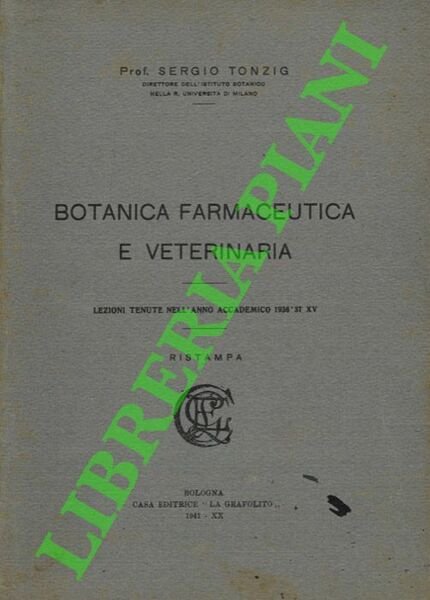 Prof. SERGIO TONZIG
DIRETTORE DELL'ISTITUTO BOTANICO
NELLA R. UNIVERSITÀ DI MILANO
BOTANICA FARMACEUTICA
E VETERINARIA
LEZIONI TENUTE NELL'ANNO ACCADEMICO 1936-37 XV
RISTAMPA
BOLOGNA
CASA EDITRICE "LA GRAFOLITO"
1941 - XX
LIBRERIA PIANI